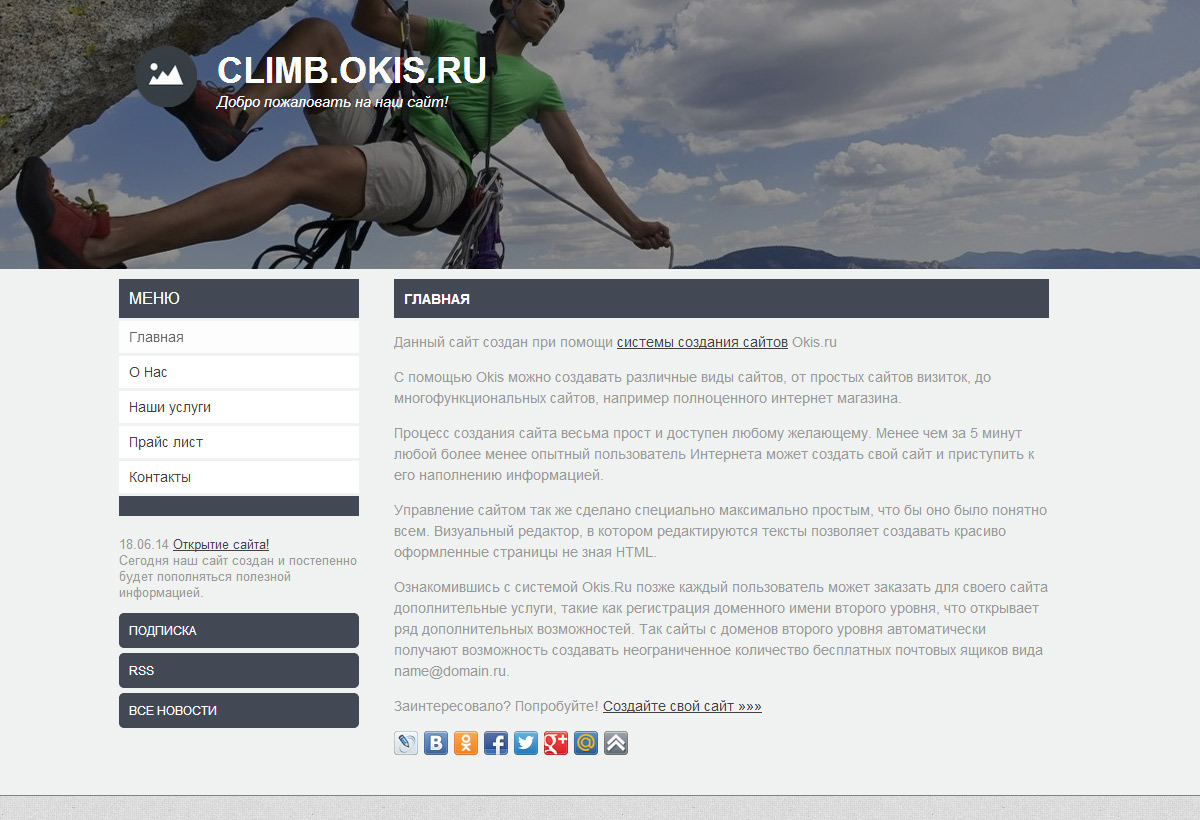 CLIMB.OKIS.RU
Добро пожаловать на наш сайт!
МЕНЮ
Главная
О Нас
Наши услуги
Прайс лист
Контакты
18.06.14 Открытие сайта!
Сегодня наш сайт создан и постепенно
будет пополняться полезной
информацией.
ПОДПИСКА
RSS
ВСЕ НОВОСТИ
ГЛАВНАЯ
Данный сайт создан при помощи системы создания сайтов Okis.ru
С помощью Okis можно создавать различные виды сайтов, от простых сайтов визиток, до
многофункциональных сайтов, например полноценного интернет магазина.
Процесс создания сайта весьма прост и доступен любому желающему. Менее чем за 5 минут
любой более менее опытный пользователь Интернета может создать свой сайт и приступить к
его наполнению информацией.
Управление сайтом так же сделано специально максимально простым, что бы оно было понятно
всем. Визуальный редактор, в котором редактируются тексты позволяет создавать красиво
оформленные страницы не зная HTML.
Ознакомившись с системой Okis.Ru позже каждый пользователь может заказать для своего сайта
дополнительные услуги, такие как регистрация доменного имени второго уровня, что открывает
ряд дополнительных возможностей. Так сайты с доменов второго уровня автоматически
получают возможность создавать неограниченное количество бесплатных почтовых ящиков вида
name@domain.ru.
Заинтересовало? Попробуйте! Создайте свой сайт »»»